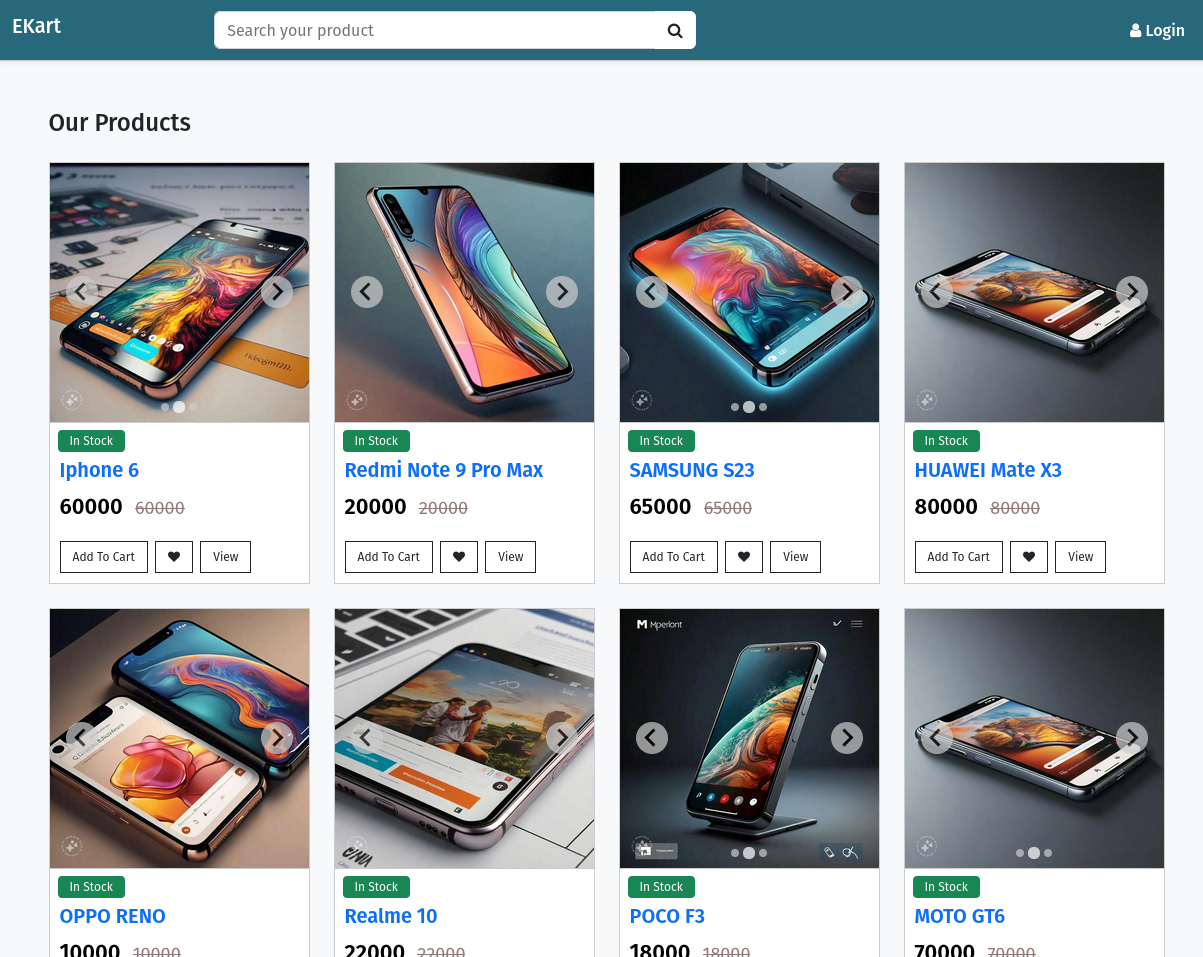 EKart
Search your product
Login
Our Products
In Stock
Iphone 6
60000 60000
Add To Cart
View
In Stock
Redmi Note 9 Pro Max
20000 20000
Add To Cart
View
In Stock
SAMSUNG S23
65000 65000
Add To Cart
View
In Stock
HUAWEI Mate X3
80000 80000
Add To Cart
View
Mperlont
In Stock
OPPO RENO
10000 10000
In Stock
Realme 10
22000 22000
In Stock
POCO F3
18000 18000
In Stock
MOTO GT6
70000 70000